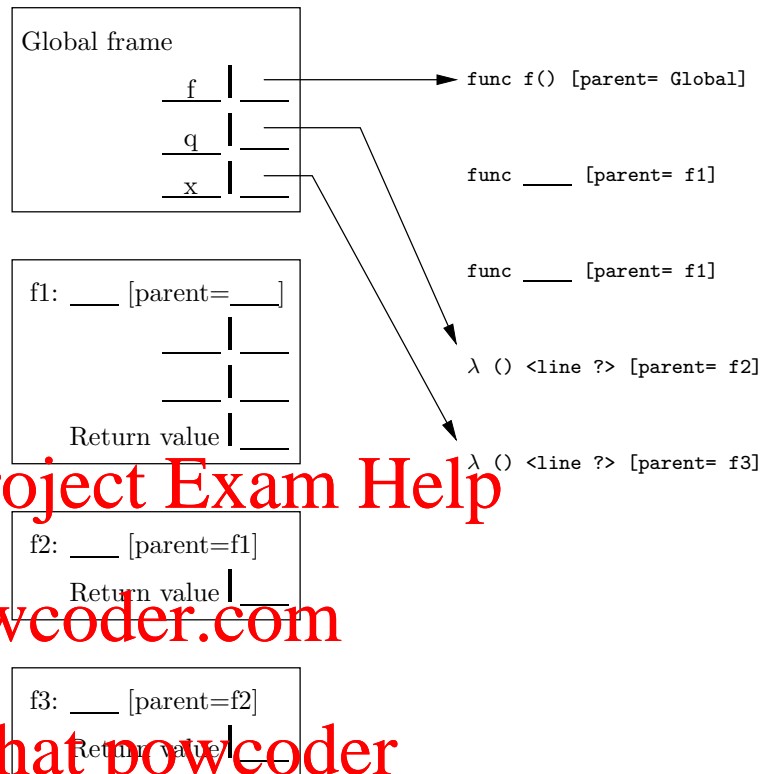 Global frame
f
func f() [parent= Global]
q
x
func ____ [parent= f1]
func ____ [parent= f1]
f1: ____ [parent=____]
λ () <line ?> [parent= f2]
Return value
λ () <line ?> [parent= f3]
oject Exam Help
f2: ____ [parent=f1]
Return value
wcoder.com
f3: ____ [parent=f2]
Return value
hat powcoder